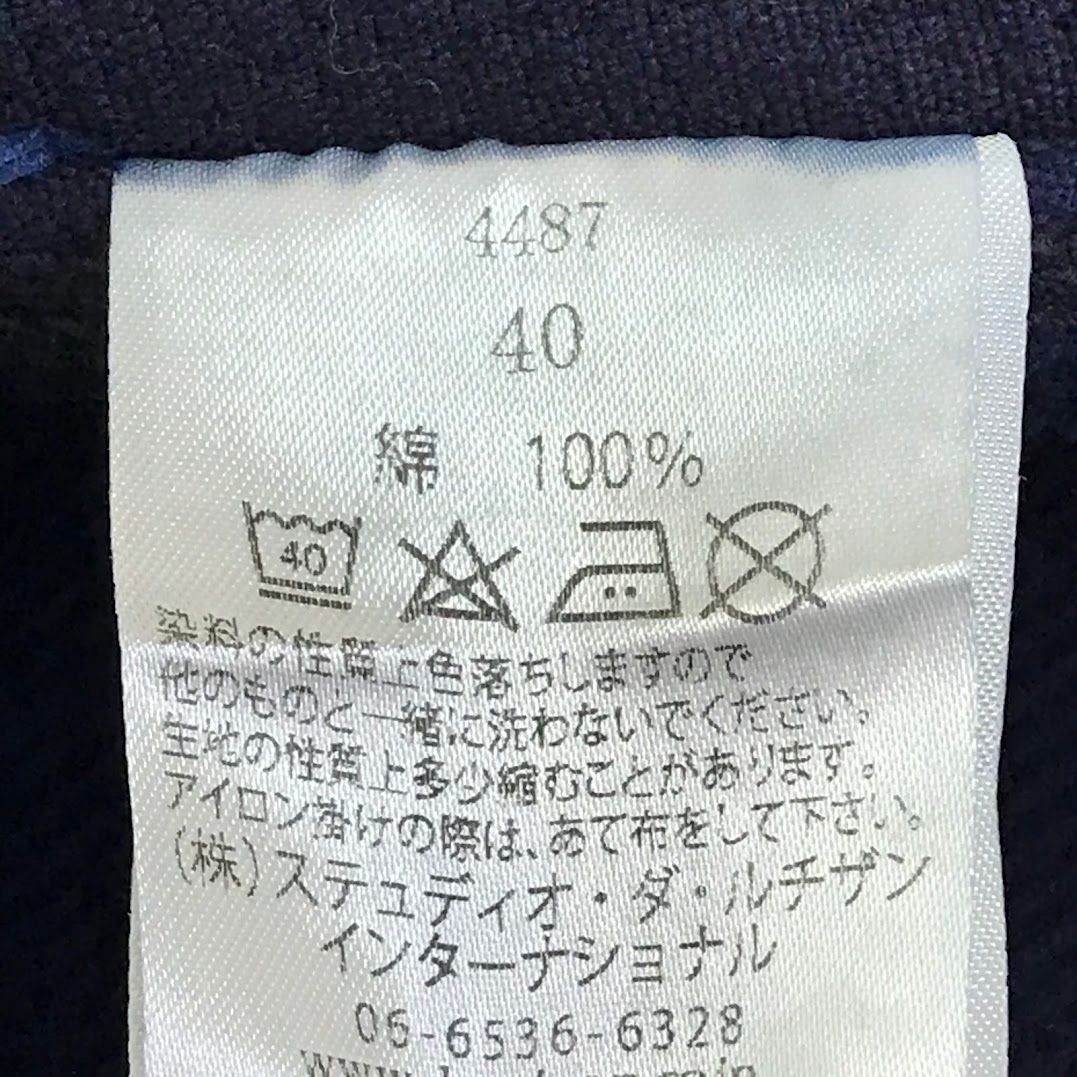 4487
40
綿 100%
40
染料の性質上色落ちしますので
他のものと一緒に洗わないでください。
生地の性質上多少縮むことがあります。
アイロン掛けの際は、あて布をして下さい。
(株)ステュディオ・ダ・ルチザン
インターナショナル
06-6536-6328